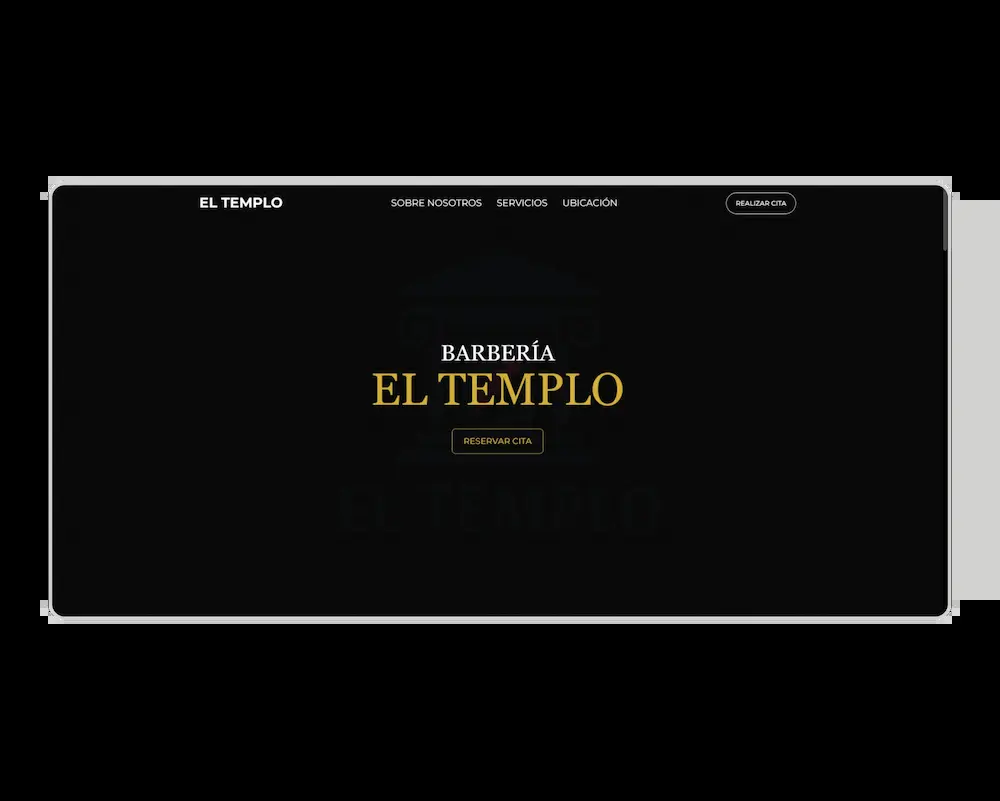 EL TEMPLO
SOBRE NOSOTROS SERVICIOS UBICACIÓN
REALIZAR CITA
BARBERÍA
EL TEMPLO
RESERVAR CITA
EL TEMPLO